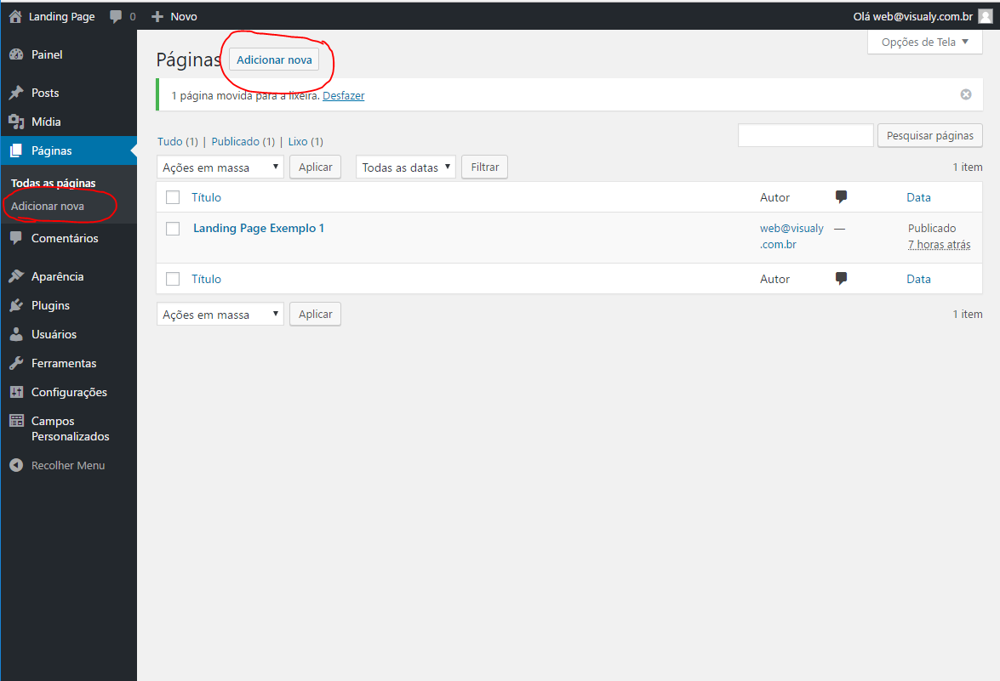 Landing Page 0 Novo Olá web@visualy.com.br
Opções de Tela ▼
Painel
Posts
Mídia
Páginas
Todas as páginas
Adicionar nova
Comentários
Aparência
Plugins
Usuários
Ferramentas
Configurações
Campos
Personalizados
Recolher Menu
Páginas Adicionar nova
1 página movida para a lixeira. Desfazer
Tudo (1) | Publicado (1) | Lixo (1)
Pesquisar páginas
Ações em massa ▼ Aplicar Todas as datas ▼ Filtrar 1 item
Título Autor Data
Landing Page Exemplo 1 web@visualy — Publicado
.com.br 7 horas atrás
Título Autor Data
Ações em massa ▼ Aplicar 1 item